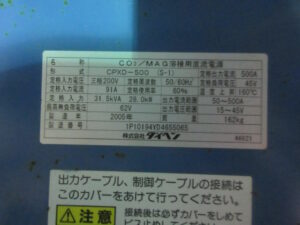 名称 CO₂/MAG溶接用直流電源
形式 CPXD-500 (S-1)
定格入力電圧 三相200V 周波数 50/60Hz 定格出力電流 500A
定格入力電流 91A 定格使用率 60% 定格負荷電圧 45V
定格入力 31.5kVA 28.0kW 出力電流範囲 50~500A 温度上昇 160℃
最高無負荷電圧 62V 出力電圧範囲 15~45V
製造年 2005年 質量 162kg
製造番号 1P10194YD4655065
株式会社ダイヘン
出力ケーブル、制御ケーブルの接続は
このカバーをあけて行ってください。
注意
接続後は必ずカバーをしめて